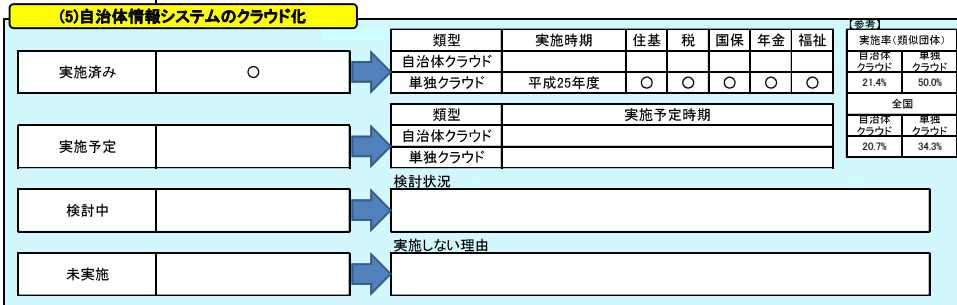 (5)自治体情報システムのクラウド化
【参考】
実施済み ○
類型 実施時期 住基 税 国保 年金 福祉
自治体クラウド
単独クラウド 平成25年度 ○ ○ ○ ○ ○
実施率(類似団体)
自治体クラウド 単独クラウド
21.4% 50.0%
全国
自治体クラウド 単独クラウド
20.7% 34.3%
実施予定
類型 実施予定時期
自治体クラウド
単独クラウド
検討状況
検討中
実施しない理由
未実施